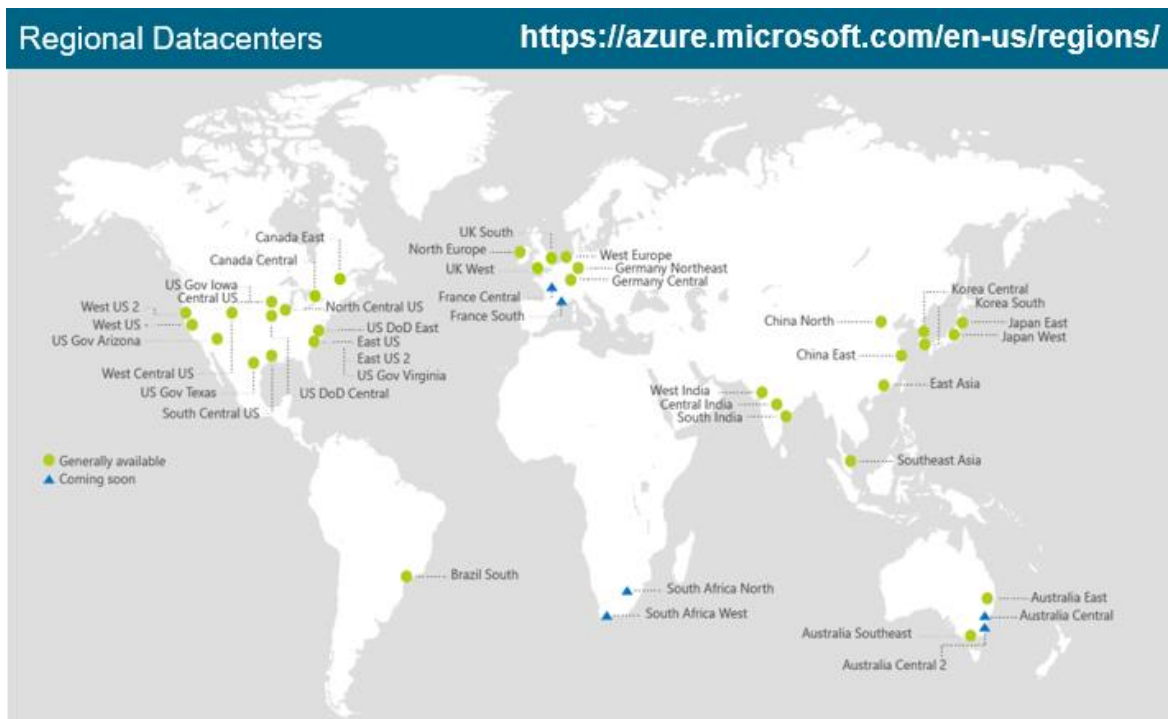 Regional Datacenters
https://azure.microsoft.com/en-us/regions/
Canada East
Canada Central
US Gov Iowa
Central US
North Central US
West US 2
West US
US Gov Arizona
US DoD East
East US
East US 2
US Gov Virginia
West Central US
US Gov Texas
US DoD Central
South Central US
UK South
North Europe
West Europe
UK West
Germany Northeast
Germany Central
France Central
France South
Korea Central
Korea South
China North
Japan East
Japan West
China East
East Asia
West India
Central India
South India
Southeast Asia
Generally available
Coming soon
Brazil South
South Africa North
South Africa West
Australia East
Australia Central
Australia Southeast
Australia Central 2